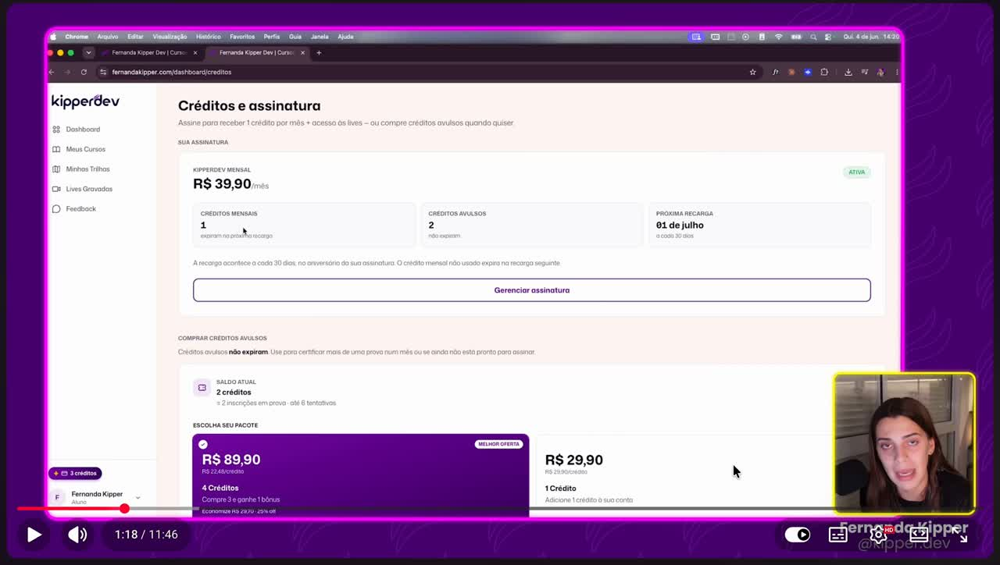 Chrome Arquivo Editar Visualização Histórico Favoritos Perfis Guia Janela Ajuda
Qui. 4 de jun. 14:20
Fernanda Kipper Dev | Curso
Fernanda Kipper Dev | Curso
fernandakipper.com/dashboard/creditos
kipperdev
Dashboard
Meus Cursos
Minhas Trilhas
Lives Gravadas
Feedback
3 créditos
F
Fernanda Kipper
Aluno
Créditos e assinatura
Assine para receber 1 crédito por mês + acesso às lives — ou compre créditos avulsos quando quiser.
SUA ASSINATURA
KIPPERDEV MENSAL
ATIVA
R$ 39,90/mês
CRÉDITOS MENSAIS
1
expiram na próxima recarga
CRÉDITOS AVULSOS
2
não expiram
PRÓXIMA RECARGA
01 de julho
a cada 30 dias
A recarga acontece a cada 30 dias, no aniversário da sua assinatura. O crédito mensal não usado expira na recarga seguinte.
Gerenciar assinatura
COMPRAR CRÉDITOS AVULSOS
Créditos avulsos não expiram. Use para certificar mais de uma prova num mês ou se ainda não está pronto para assinar.
SALDO ATUAL
2 créditos
= 2 inscrições em prova · até 6 tentativas
ESCOLHA SEU PACOTE
MELHOR OFERTA
R$ 89,90
R$ 22,48/crédito
4 Créditos
Compre 3 e ganhe 1 bônus
Economize R$ 29,70 · 25% off
R$ 29,90
R$ 29,90/crédito
1 Crédito
Adicione 1 crédito à sua conta
1:18 / 11:46
HD
Fernanda Kipper
@kipper.dev